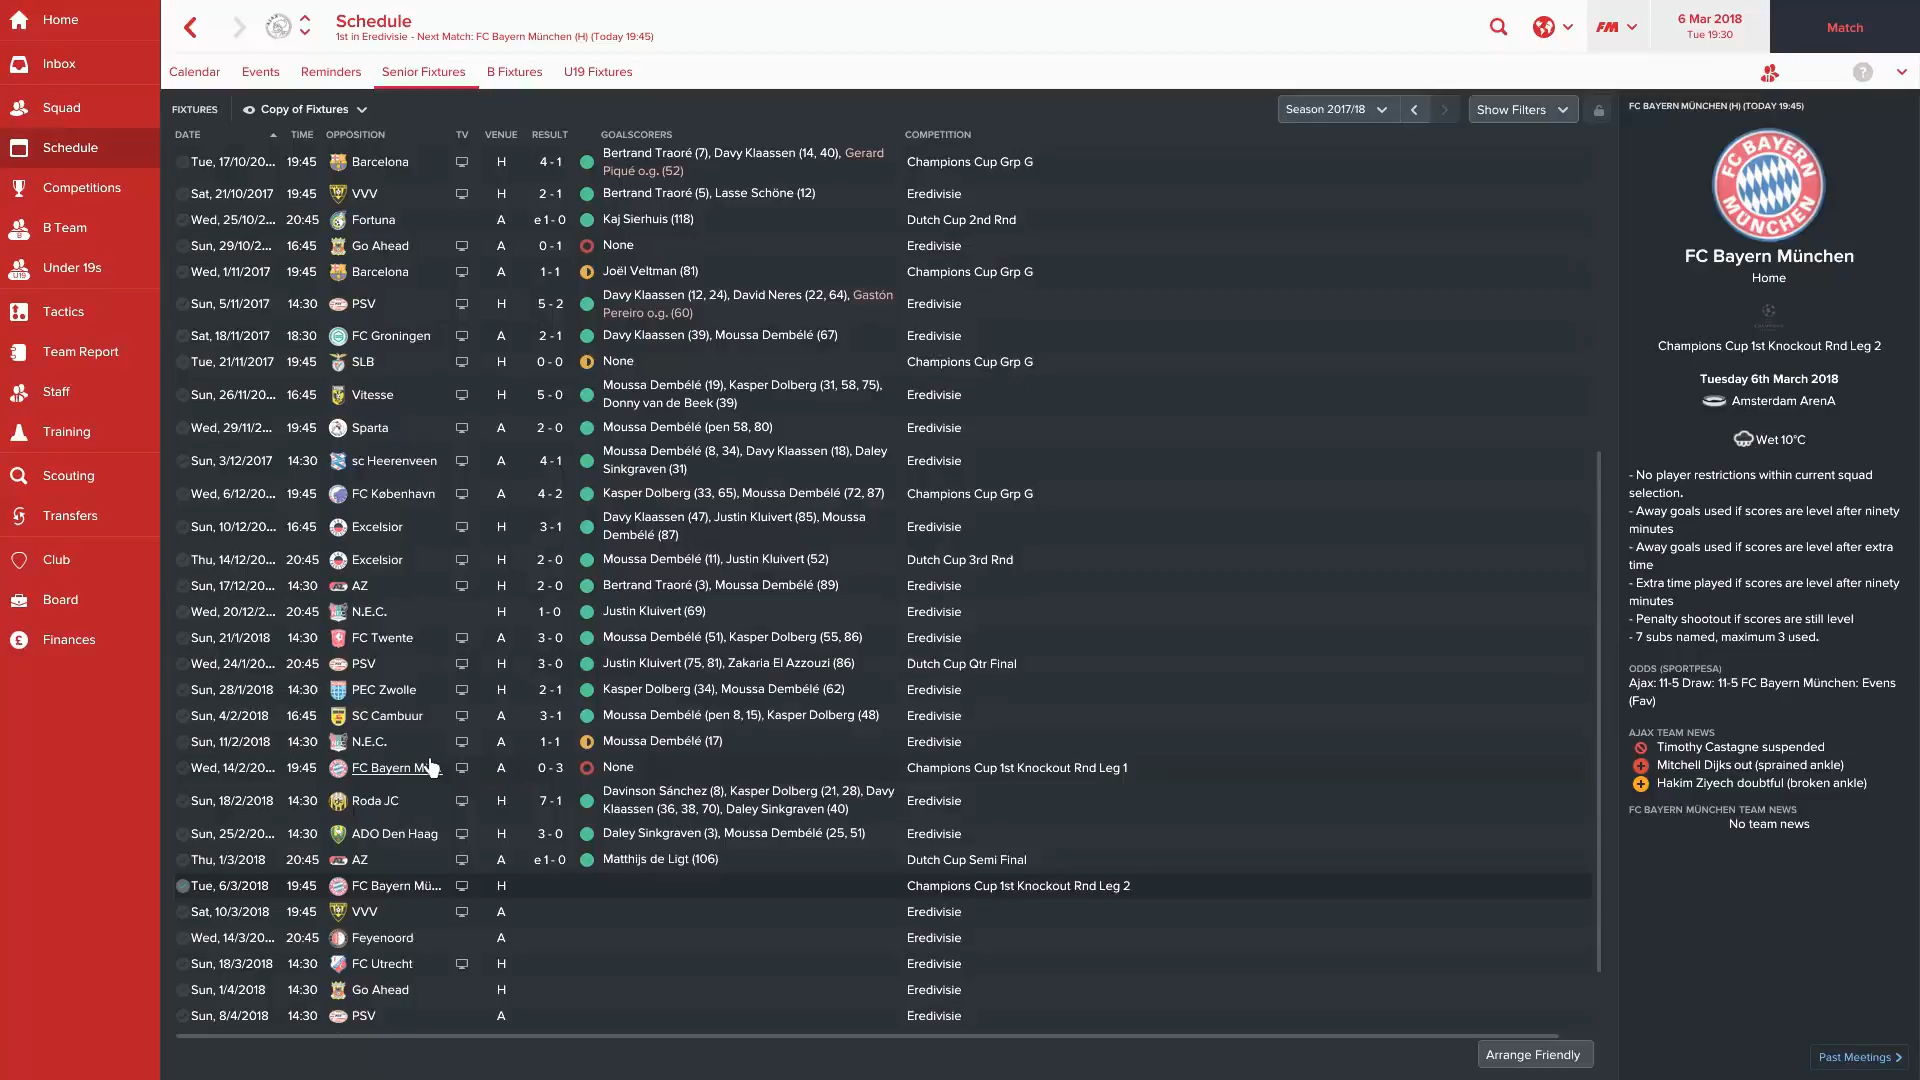 Home
Inbox
Squad
Schedule
Competitions
B Team
Under 19s
Tactics
Team Report
Staff
Training
Scouting
Transfers
Club
Board
Finances
Schedule
1st in Eredivisie - Next Match: FC Bayern München (H) (Today 19:45)
FM
6 Mar 2018
Tue 19:30
Match
Calendar Events Reminders Senior Fixtures B Fixtures U19 Fixtures
FIXTURES Copy of Fixtures Season 2017/18 Show Filters
DATE TIME OPPOSITION TV VENUE RESULT GOALSCORERS COMPETITION
Tue, 17/10/20... 19:45 Barcelona H 4 - 1 Bertrand Traoré (7), Davy Klaassen (14, 40), Gerard Champions Cup Grp G
Piqué o.g. (52)
Sat, 21/10/2017 19:45 VVV H 2 - 1 Bertrand Traoré (5), Lasse Schöne (12) Eredivisie
Wed, 25/10/2... 20:45 Fortuna A e 1 - 0 Kaj Sierhuis (118) Dutch Cup 2nd Rnd
Sun, 29/10/2... 16:45 Go Ahead A 0 - 1 None Eredivisie
Wed, 1/11/2017 19:45 Barcelona A 1 - 1 Joël Veltman (81) Champions Cup Grp G
Sun, 5/11/2017 14:30 PSV H 5 - 2 Davy Klaassen (12, 24), David Neres (22, 64), Gastón Eredivisie
Pereiro o.g. (60)
Sat, 18/11/2017 18:30 FC Groningen A 2 - 1 Davy Klaassen (39), Moussa Dembélé (67) Eredivisie
Tue, 21/11/2017 19:45 SLB H 0 - 0 None Champions Cup Grp G
Sun, 26/11/20... 16:45 Vitesse H 5 - 0 Moussa Dembélé (19), Kasper Dolberg (31, 58, 75), Eredivisie
Donny van de Beek (39)
Wed, 29/11/2... 19:45 Sparta A 2 - 0 Moussa Dembélé (pen 58, 80) Eredivisie
Sun, 3/12/2017 14:30 sc Heerenveen A 4 - 1 Moussa Dembélé (8, 34), Davy Klaassen (18), Daley Eredivisie
Sinkgraven (31)
Wed, 6/12/20... 19:45 FC København A 4 - 2 Kasper Dolberg (33, 65), Moussa Dembélé (72, 87) Champions Cup Grp G
Sun, 10/12/20... 16:45 Excelsior H 3 - 1 Davy Klaassen (47), Justin Kluivert (85), Moussa Eredivisie
Dembélé (87)
Thu, 14/12/20... 20:45 Excelsior H 2 - 0 Moussa Dembélé (11), Justin Kluivert (52) Dutch Cup 3rd Rnd
Sun, 17/12/20... 14:30 AZ H 2 - 0 Bertrand Traoré (3), Moussa Dembélé (89) Eredivisie
Wed, 20/12/2... 20:45 N.E.C. H 1 - 0 Justin Kluivert (69) Eredivisie
Sun, 21/1/2018 14:30 FC Twente A 3 - 0 Moussa Dembélé (51), Kasper Dolberg (55, 86) Eredivisie
Wed, 24/1/20... 20:45 PSV H 3 - 0 Justin Kluivert (75, 81), Zakaria El Azzouzi (86) Dutch Cup Qtr Final
Sun, 28/1/2018 14:30 PEC Zwolle H 2 - 1 Kasper Dolberg (34), Moussa Dembélé (62) Eredivisie
Sun, 4/2/2018 16:45 SC Cambuur A 3 - 1 Moussa Dembélé (pen 8, 15), Kasper Dolberg (48) Eredivisie
Sun, 11/2/2018 14:30 N.E.C. A 1 - 1 Moussa Dembélé (17) Eredivisie
Wed, 14/2/20... 19:45 FC Bayern Mü... A 0 - 3 None Champions Cup 1st Knockout Rnd Leg 1
Sun, 18/2/2018 14:30 Roda JC H 7 - 1 Davinson Sánchez (8), Kasper Dolberg (21, 28), Davy Eredivisie
Klaassen (36, 38, 70), Daley Sinkgraven (40)
Sun, 25/2/20... 14:30 ADO Den Haag H 3 - 0 Daley Sinkgraven (3), Moussa Dembélé (25, 51) Eredivisie
Thu, 1/3/2018 20:45 AZ A e 1 - 0 Matthijs de Ligt (106) Dutch Cup Semi Final
Tue, 6/3/2018 19:45 FC Bayern Mü... H Champions Cup 1st Knockout Rnd Leg 2
Sat, 10/3/2018 19:45 VVV A Eredivisie
Wed, 14/3/20... 20:45 Feyenoord A Eredivisie
Sun, 18/3/2018 14:30 FC Utrecht H Eredivisie
Sun, 1/4/2018 14:30 Go Ahead H Eredivisie
Sun, 8/4/2018 14:30 PSV A Eredivisie
Arrange Friendly
FC BAYERN MÜNCHEN (H) (TODAY 19:45)
FC BAYERN
MÜNCHEN
FC Bayern München
Home
Champions Cup 1st Knockout Rnd Leg 2
Tuesday 6th March 2018
Amsterdam ArenA
Wet 10°C
- No player restrictions within current squad
selection.
- Away goals used if scores are level after ninety
minutes
- Away goals used if scores are level after extra
time
- Extra time played if scores are level after ninety
minutes
- Penalty shootout if scores are still level
- 7 subs named, maximum 3 used.
ODDS (SPORTPESA)
Ajax: 11-5 Draw: 11-5 FC Bayern München: Evens
(Fav)
AJAX TEAM NEWS
Timothy Castagne suspended
Mitchell Dijks out (sprained ankle)
Hakim Ziyech doubtful (broken ankle)
FC BAYERN MÜNCHEN TEAM NEWS
No team news
Past Meetings